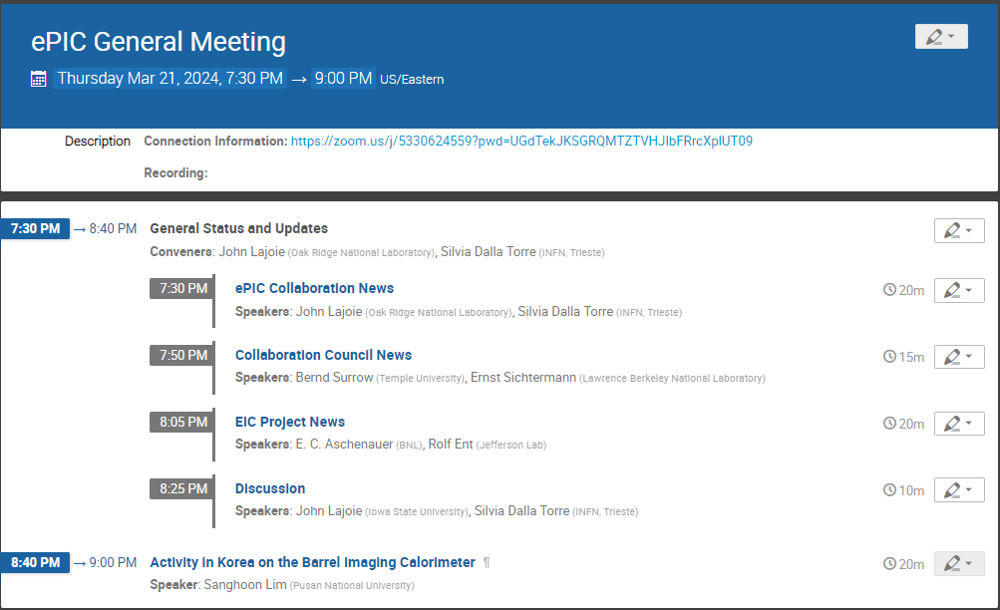 ePIC General Meeting
Thursday Mar 21, 2024, 7:30 PM → 9:00 PM US/Eastern
Description Connection Information: https://zoom.us/j/5330624559?pwd=UGdTekJKSGRQMTZTVHJIbFRrcXpIUT09
Recording:
7:30 PM → 8:40 PM General Status and Updates
Conveners: John Lajoie (Oak Ridge National Laboratory), Silvia Dalla Torre (INFN, Trieste)
7:30 PM ePIC Collaboration News 20m
Speakers: John Lajoie (Oak Ridge National Laboratory), Silvia Dalla Torre (INFN, Trieste)
7:50 PM Collaboration Council News 15m
Speakers: Bernd Surrow (Temple University), Ernst Sichtermann (Lawrence Berkeley National Laboratory)
8:05 PM EIC Project News 20m
Speakers: E. C. Aschenauer (BNL), Rolf Ent (Jefferson Lab)
8:25 PM Discussion 10m
Speakers: John Lajoie (Iowa State University), Silvia Dalla Torre (INFN, Trieste)
8:40 PM → 9:00 PM Activity in Korea on the Barrel Imaging Calorimeter ¶ 20m
Speaker: Sanghoon Lim (Pusan National University)